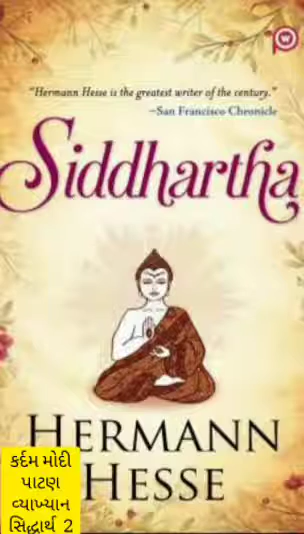 "Hermann Hesse is the greatest writer of the century."
–San Francisco Chronicle
Siddhartha
HERMANN
HESSE
કર્દમ મોદી
પાટણ
વ્યાખ્યાન
સિદ્ધાર્થ 2